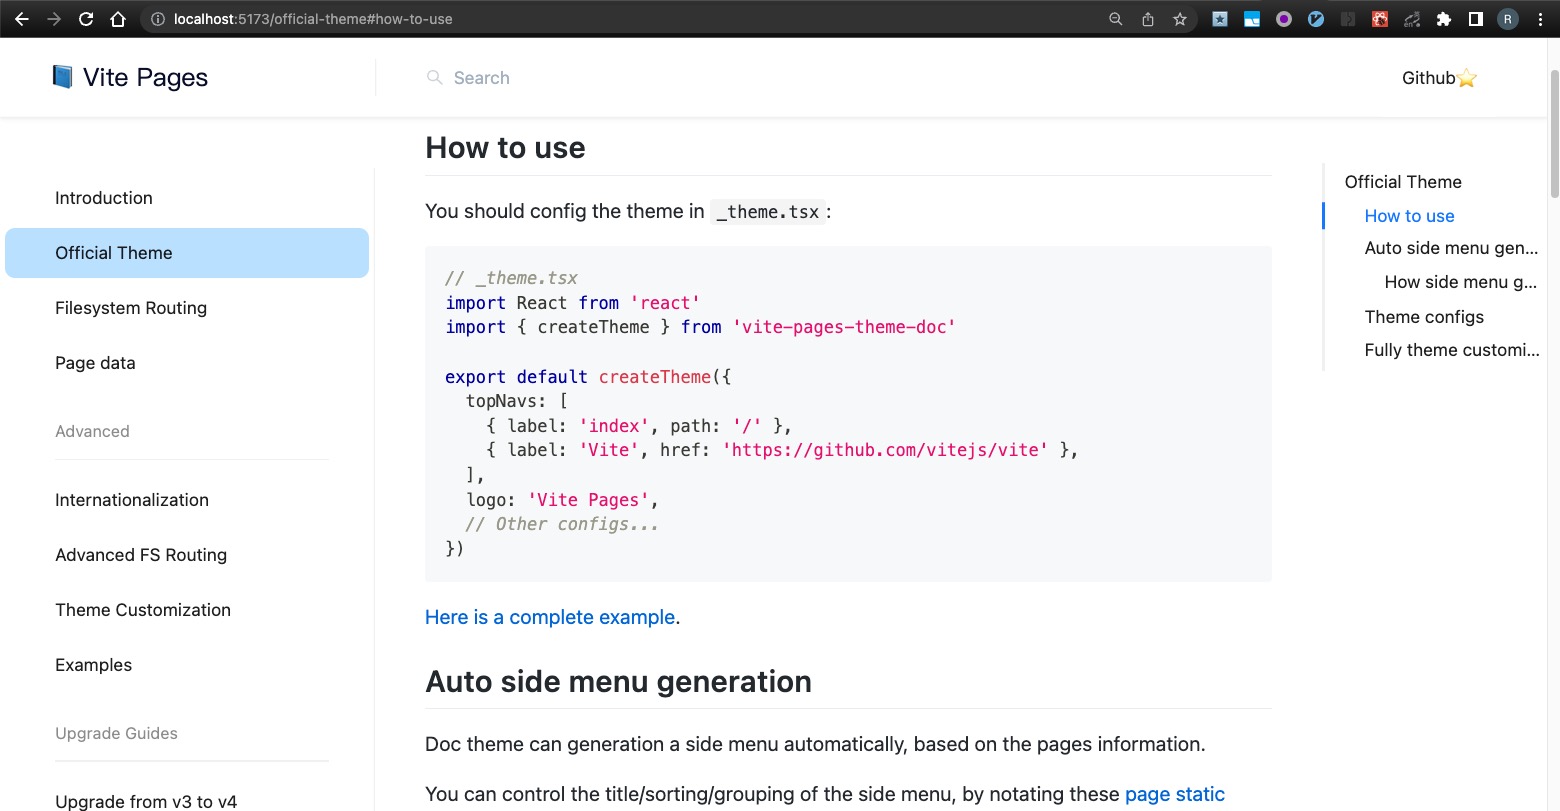 localhost:5173/official-theme#how-to-use
R
Vite Pages
Search
Github⭐
Introduction
Official Theme
Filesystem Routing
Page data
Advanced
Internationalization
Advanced FS Routing
Theme Customization
Examples
Upgrade Guides
Upgrade from v3 to v4
How to use
You should config the theme in _theme.tsx:
// _theme.tsx
import React from 'react'
import { createTheme } from 'vite-pages-theme-doc'
export default createTheme({
topNavs: [
{ label: 'index', path: '/' },
{ label: 'Vite', href: 'https://github.com/vitejs/vite' },
],
logo: 'Vite Pages',
// Other configs...
})
Here is a complete example.
Auto side menu generation
Doc theme can generation a side menu automatically, based on the pages information.
You can control the title/sorting/grouping of the side menu, by notating these page static
Official Theme
How to use
Auto side menu gen...
How side menu g...
Theme configs
Fully theme customi...